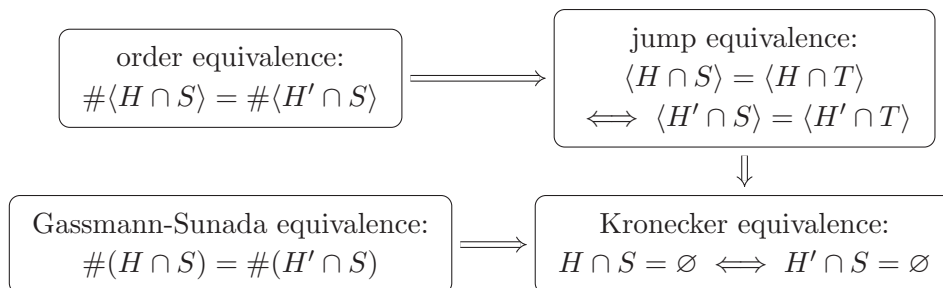 order equivalence:
#⟨H ∩ S⟩ = #⟨H′ ∩ S⟩
jump equivalence:
⟨H ∩ S⟩ = ⟨H ∩ T⟩
⟺ ⟨H′ ∩ S⟩ = ⟨H′ ∩ T⟩
Gassmann-Sunada equivalence:
#(H ∩ S) = #(H′ ∩ S)
Kronecker equivalence:
H ∩ S = ∅ ⟺ H′ ∩ S = ∅